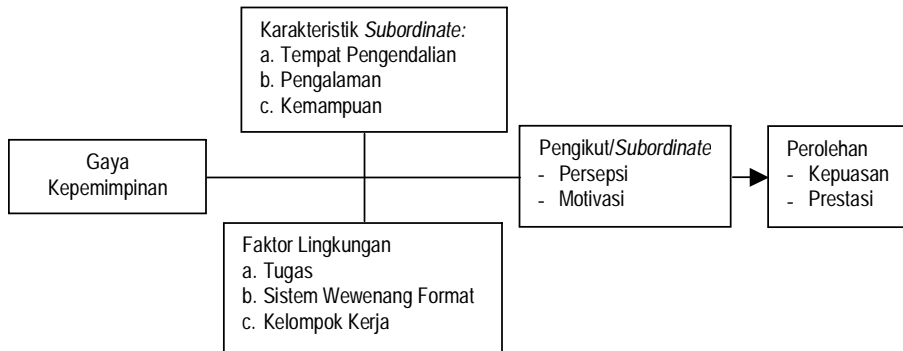 Karakteristik Subordinate:
a. Tempat Pengendalian
b. Pengalaman
c. Kemampuan
Gaya
Kepemimpinan
Pengikut/Subordinate
- Persepsi
- Motivasi
Perolehan
- Kepuasan
- Prestasi
Faktor Lingkungan
a. Tugas
b. Sistem Wewenang Format
c. Kelompok Kerja